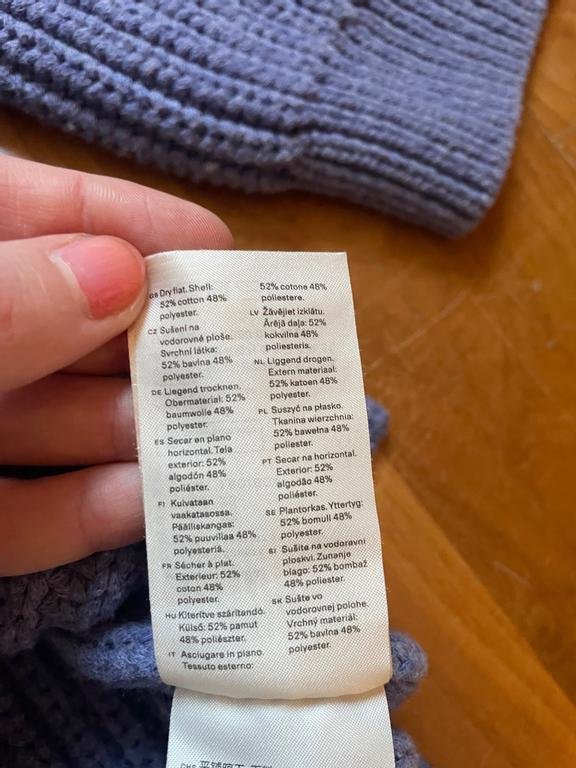 GB Dry flat. Shell:
52% cotton 48%
polyester.
CZ Sušení na
vodorovné ploše.
Svrchní látka:
52% bavlna 48%
polyester.
DE Liegend trocknen.
Obermaterial: 52%
baumwolle 48%
polyester.
ES Secar en plano
horizontal. Tela
exterior: 52%
algodón 48%
poliéster.
FI Kuivataan
vaakatasossa.
Päälliskangas:
52% puuvillaa 48%
polyesteriä.
FR Sécher à plat.
Exterieur: 52%
coton 48%
polyester.
HU Kiterítve szárítandó.
Külső: 52% pamut
48% poliészter.
IT Asciugare in piano.
Tessuto esterno:
52% cotone 48%
poliestere.
LV Žāvējiet izklātu.
Ārējā daļa: 52%
kokvilna 48%
poliesteris.
NL Liggend drogen.
Extern materiaal:
52% katoen 48%
polyester.
PL Suszyć na płasko.
Tkanina wierzchnia:
52% bawełna 48%
poliester.
PT Secar na horizontal.
Exterior: 52%
algodão 48%
poliéster.
SE Plantorkas. Yttertyg:
52% bomull 48%
polyester.
SI Sušite na vodoravni
ploskvi. Zunanje
blago: 52% bombaž
48% poliester.
SK Sušte vo
vodorovnej polohe.
Vrchný materiál:
52% bavlna 48%
polyester.
CHS